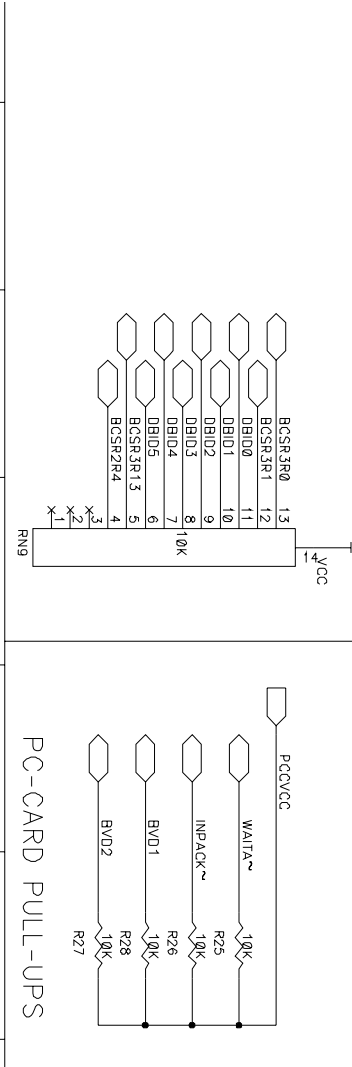 VCC
14
BCSR3R0 13
BCSR3R1 12
DBID0 11
DBID1 10
DBID2 9
DBID3 8
DBID4 7
DBID5 6
BCSR3R13 5
BCSR2R4 4
3
2
1
10K
RN9
PCCVCC
WAITA~ 10K
R25
INPACK~ 10K
R26
BVD1 10K
R28
BVD2 10K
R27
PC-CARD PULL-UPS